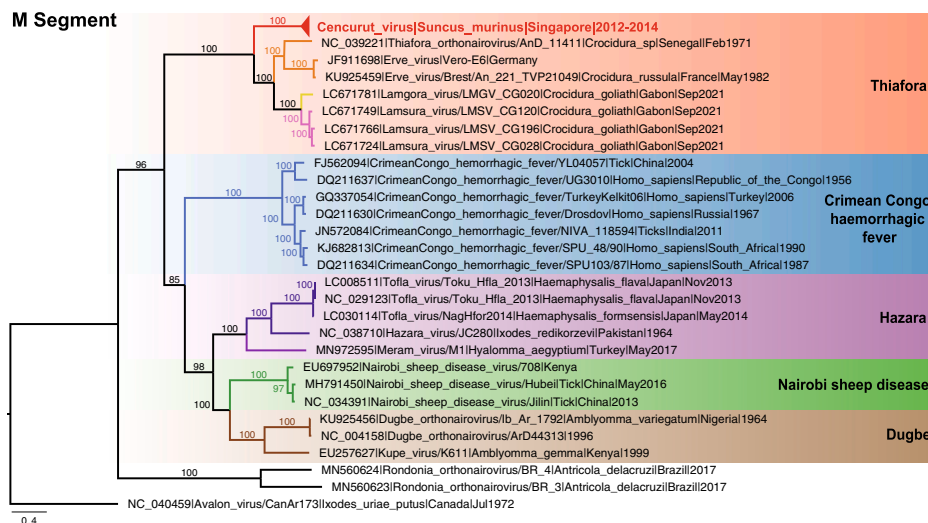 M Segment
100
Cencurut_virus|Suncus_murinus|Singapore|2012-2014
NC_039221|Thiafora_orthonairovirus/AnD_11411|Crocidura_sp|Senegal|Feb1971
100
100
JF911698|Erve_virus/Vero-E6|Germany
100
KU925459|Erve_virus/Brest/An_221_TVP21049|Crocidura_russula|France|May1982
100
Thiafora
LC671781|Lamgora_virus/LMGV_CG020|Crocidura_goliath|Gabon|Sep2021
100
LC671749|Lamsura_virus/LMSV_CG120|Crocidura_goliath|Gabon|Sep2021
100
LC671766|Lamsura_virus/LMSV_CG196|Crocidura_goliath|Gabon|Sep2021
100
LC671724|Lamsura_virus/LMSV_CG028|Crocidura_goliath|Gabon|Sep2021
96
FJ562094|CrimeanCongo_hemorrhagic_fever/YL04057|Tick|China|2004
100
DQ211637|CrimeanCongo_hemorrhagic_fever/UG3010|Homo_sapiens|Republic_of_the_Congo|1956
100
GQ337054|CrimeanCongo_hemorrhagic_fever/TurkeyKelkit06|Homo_sapiens|Turkey|2006
100
DQ211630|CrimeanCongo_hemorrhagic_fever/Drosdov|Homo_sapiens|Russia|1967
100
JN572084|CrimeanCongo_hemorrhagic_fever/NIVA_118594|Ticks|India|2011
100
KJ682813|CrimeanCongo_hemorrhagic_fever/SPU_48/90|Homo_sapiens|South_Africa|1990
100
DQ211634|CrimeanCongo_hemorrhagic_fever/SPU103/87|Homo_sapiens|South_Africa|1987
Crimean Congo
haemorrhagic
fever
85
LC008511|Tofla_virus/Toku_Hfla_2013|Haemaphysalis_flava|Japan|Nov2013
100
NC_029123|Tofla_virus/Toku_Hfla_2013|Haemaphysalis_flava|Japan|Nov2013
100
LC030114|Tofla_virus/NagHfor2014|Haemaphysalis_formsensis|Japan|May2014
100
Hazara
NC_038710|Hazara_virus/JC280|Ixodes_redikorzevi|Pakistan|1964
100
MN972595|Meram_virus/M1|Hyalomma_aegyptium|Turkey|May2017
98
EU697952|Nairobi_sheep_disease_virus/708|Kenya
100
MH791450|Nairobi_sheep_disease_virus/Hubei|Tick|China|May2016
97
Nairobi sheep disease
NC_034391|Nairobi_sheep_disease_virus/Jilin|Tick|China|2013
100
KU925456|Dugbe_orthonairovirus/Ib_Ar_1792|Amblyomma_variegatum|Nigeria|1964
100
NC_004158|Dugbe_orthonairovirus/ArD44313|1996
100
Dugbe
EU257627|Kupe_virus/K611|Amblyomma_gemma|Kenya|1999
MN560624|Rondonia_orthonairovirus/BR_4|Antricola_delacruzi|Brazil|2017
100
MN560623|Rondonia_orthonairovirus/BR_3|Antricola_delacruzi|Brazil|2017
NC_040459|Avalon_virus/CanAr173|Ixodes_uriae_putus|Canada|Jul1972
0.4